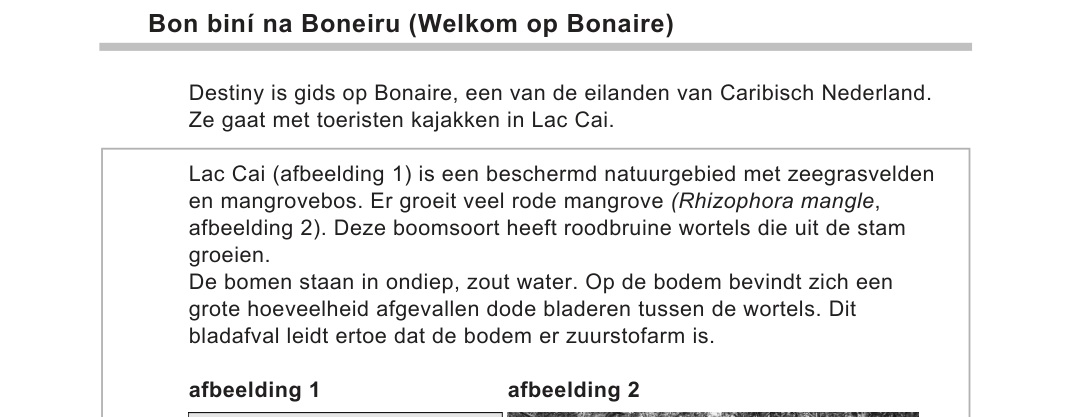 Bon biní na Boneiru (Welkom op Bonaire)
Destiny is gids op Bonaire, een van de eilanden van Caribisch Nederland.
Ze gaat met toeristen kajakken in Lac Cai.
Lac Cai (afbeelding 1) is een beschermd natuurgebied met zeegrasvelden
en mangrovebos. Er groeit veel rode mangrove (Rhizophora mangle,
afbeelding 2). Deze boomsoort heeft roodbruine wortels die uit de stam
groeien.
De bomen staan in ondiep, zout water. Op de bodem bevindt zich een
grote hoeveelheid afgevallen dode bladeren tussen de wortels. Dit
bladafval leidt ertoe dat de bodem er zuurstofarm is.
afbeelding 1 afbeelding 2